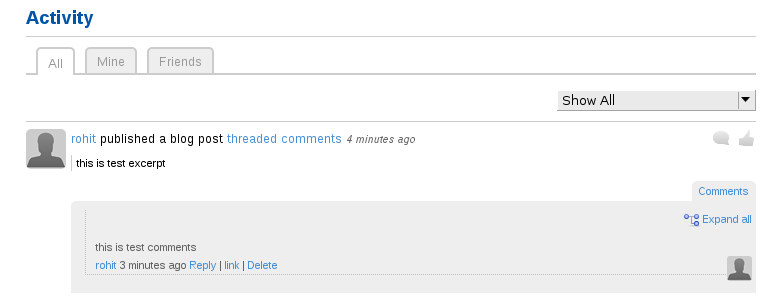 Activity
All Mine Friends
Show All
rohit published a blog post threaded comments 4 minutes ago
this is test excerpt
Comments
Expand all
this is test comments
rohit 3 minutes ago Reply | link | Delete